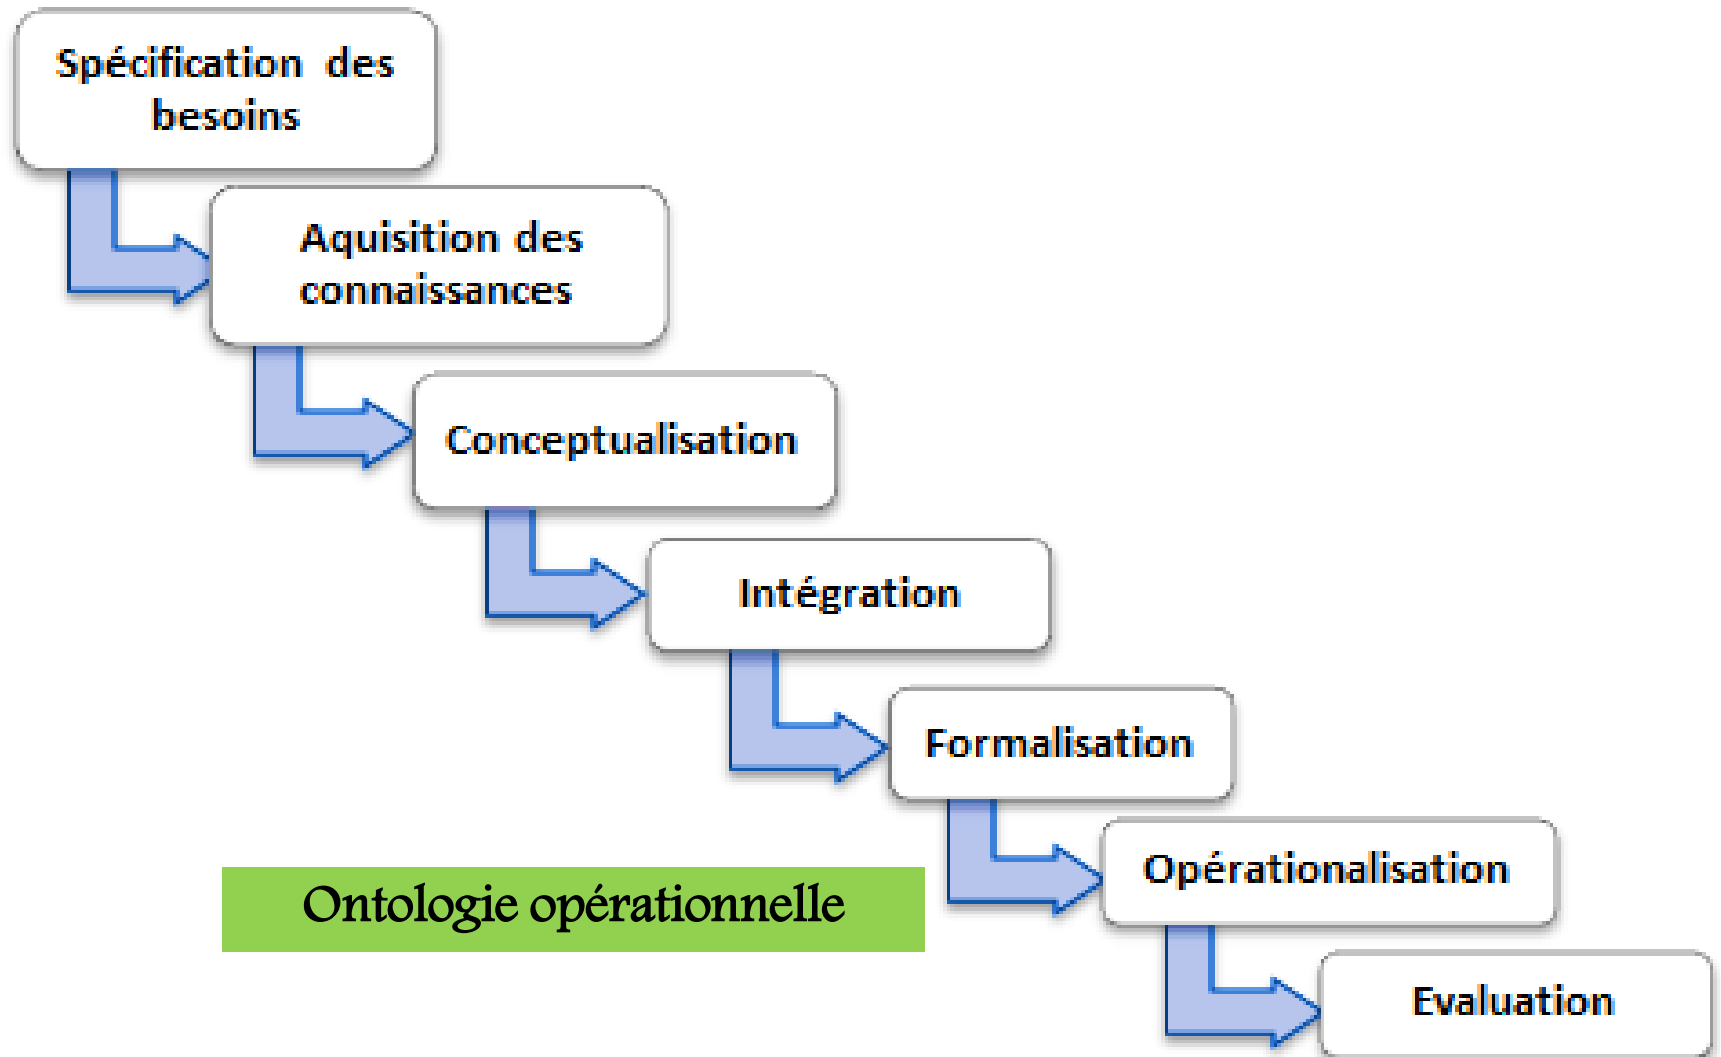 Spécification des
besoins
Aquisition des
connaissances
Conceptualisation
Intégration
Formalisation
Opérationalisation
Ontologie opérationnelle
Evaluation